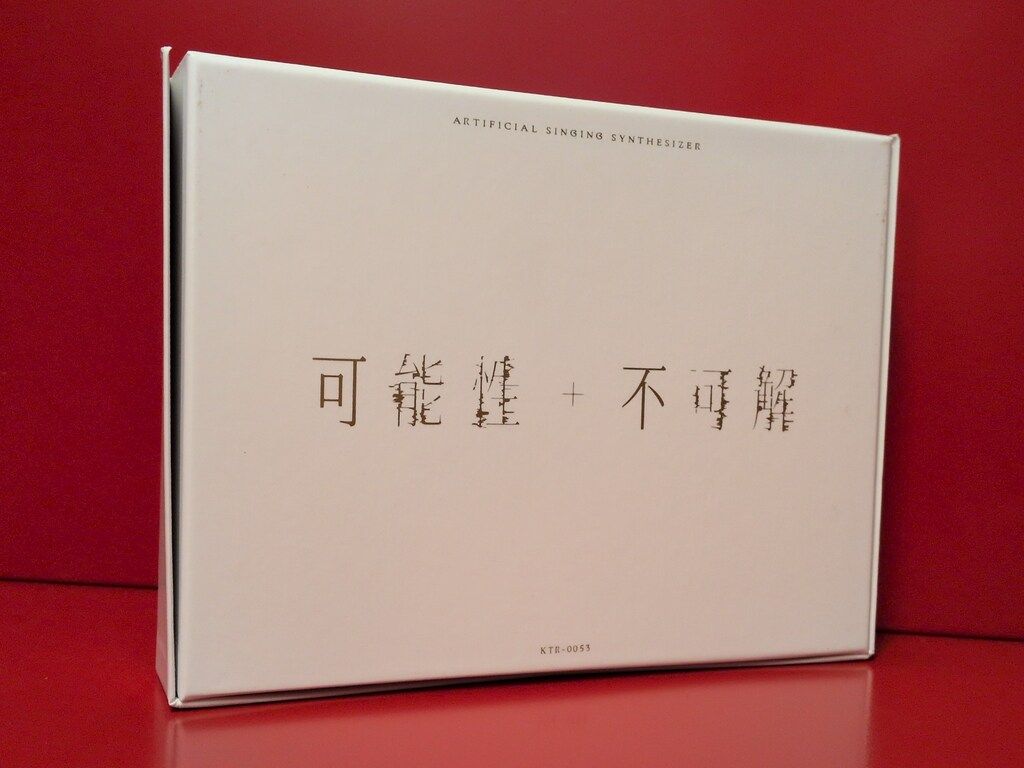 ARTIFICIAL SINGING SYNTHESIZER
可能性 + 不可解
KTR-0053